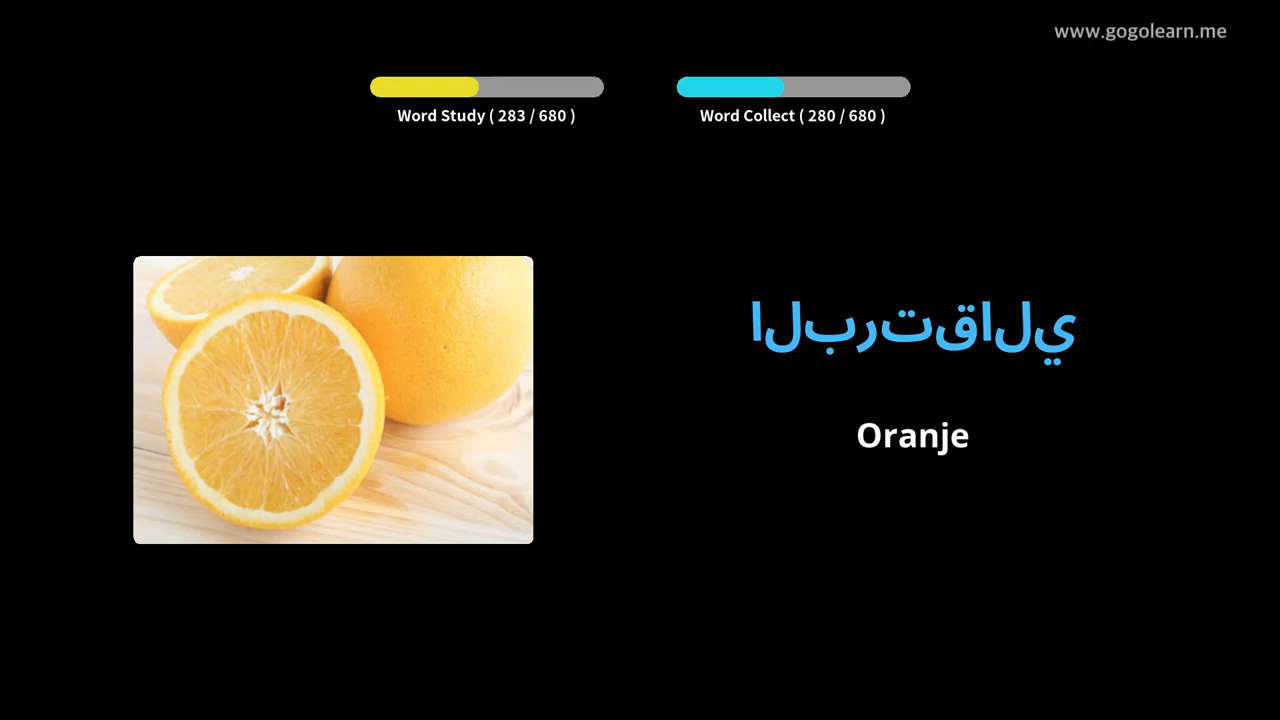 www.gogolearn.me
Word Study ( 283 / 680 )
Word Collect ( 280 / 680 )
البرتقالي
Oranje